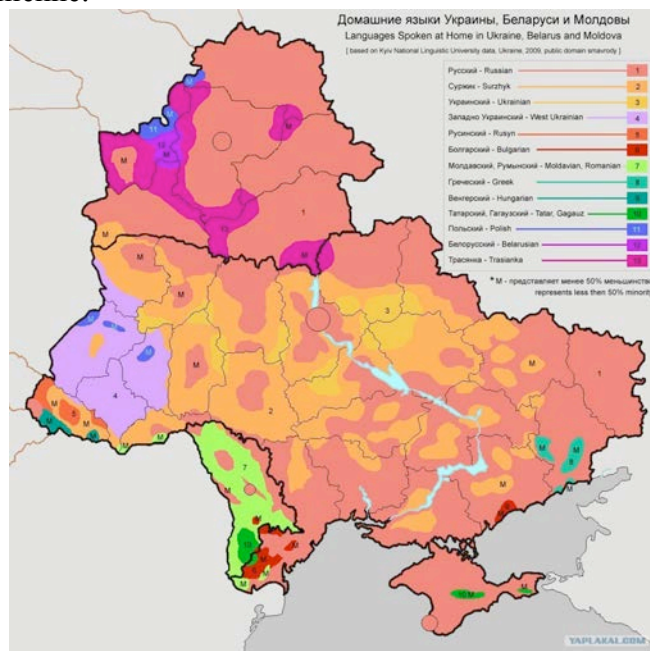 Домашние языки Украины, Беларуси и Молдовы
Languages Spoken at Home in Ukraine, Belarus and Moldova
[ based on Kyiv National Linguistic University data, Ukraine, 2009, public domain smavrody ]
Русский - Russian 1
Суржик - Surzhyk 2
Украинский - Ukrainian 3
Западно Украинский - West Ukrainian 4
Русинский - Rusyn 5
Болгарский - Bulgarian 6
Молдавский, Румынский - Moldavian, Romanian 7
Греческий - Greek 8
Венгерский - Hungarian 9
Татарский, Гагаузский - Tatar, Gagauz 10
Польский - Polish 11
Белорусский - Belarusian 12
Трасянка - Trasianka 13
* M - представляет менее 50% меньшинство
represents less then 50% minority
YAPLAKAL.COM